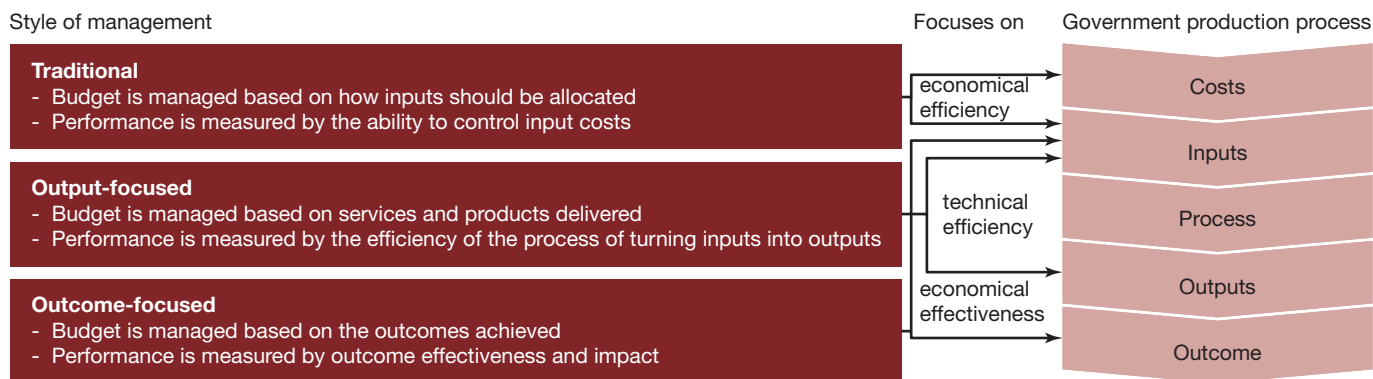 Style of management
Focuses on
Government production process
Traditional
- Budget is managed based on how inputs should be allocated
- Performance is measured by the ability to control input costs
Output-focused
- Budget is managed based on services and products delivered
- Performance is measured by the efficiency of the process of turning inputs into outputs
Outcome-focused
- Budget is managed based on the outcomes achieved
- Performance is measured by outcome effectiveness and impact
economical
efficiency
technical
efficiency
economical
effectiveness
Costs
Inputs
Process
Outputs
Outcome